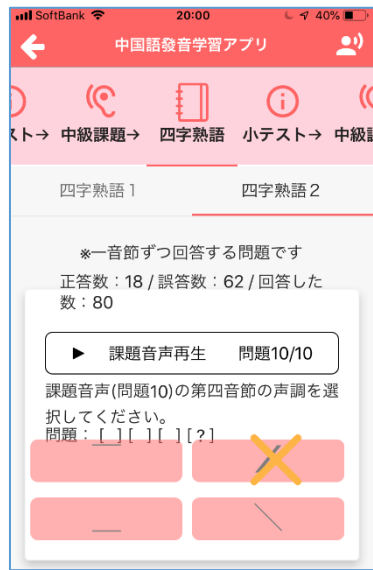 SoftBank 20:00 40%
中国語發音学習アプリ
スト→ 中級課題→ 四字熟語 小テスト→ 中級課
四字熟語１ 四字熟語２
※一音節ずつ回答する問題です
正答数：18 / 誤答数：62 / 回答した
数：80
▶ 課題音声再生 問題10/10
課題音声(問題10)の第四音節の声調を選
択してください。
問題：[ ] [ ] [ ] [ ? ]